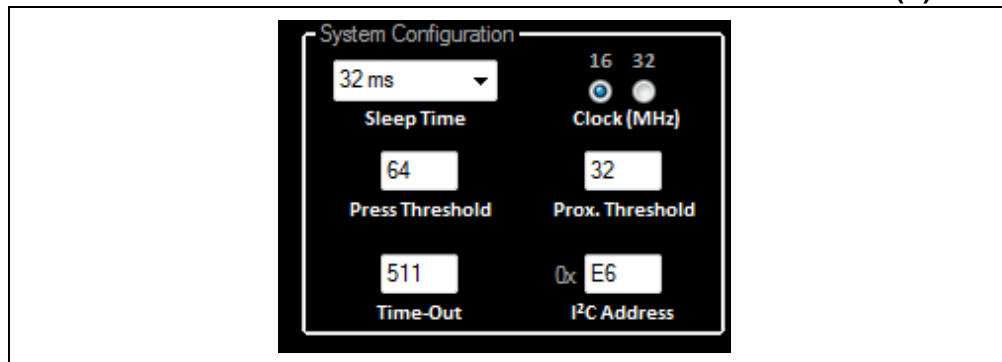 System Configuration
32 ms
16 32
Sleep Time
Clock (MHz)
64
32
Press Threshold
Prox. Threshold
511
0x E6
Time-Out
I²C Address